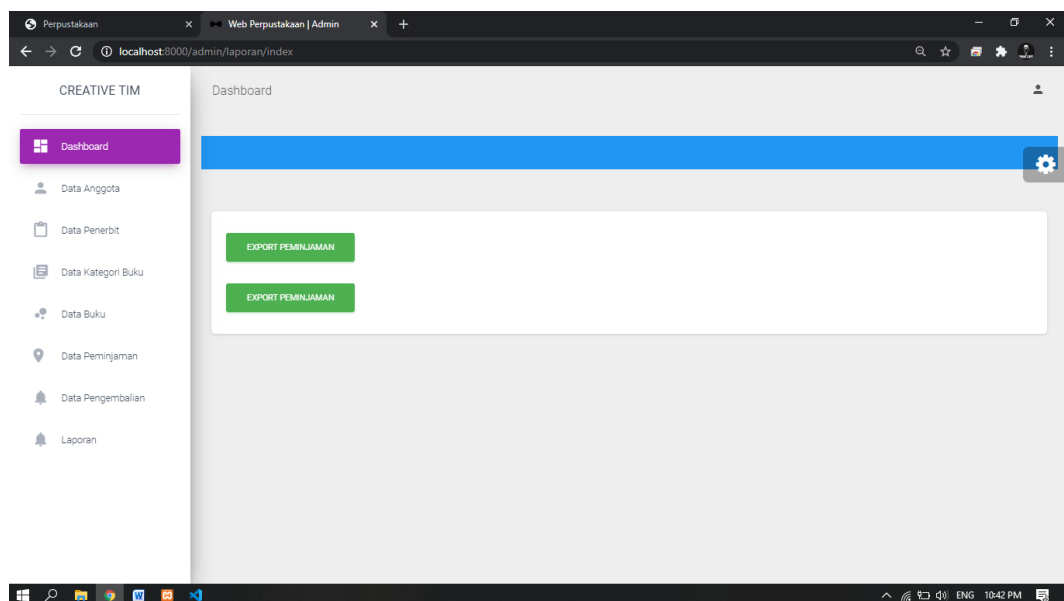 Perpustakaan
Web Perpustakaan | Admin
localhost:8000/admin/laporan/index
CREATIVE TIM
Dashboard
Dashboard
Data Anggota
Data Penerbit
Data Kategori Buku
Data Buku
Data Peminjaman
Data Pengembalian
Laporan
EXPORT PEMINJAMAN
EXPORT PEMINJAMAN
ENG 10:42 PM